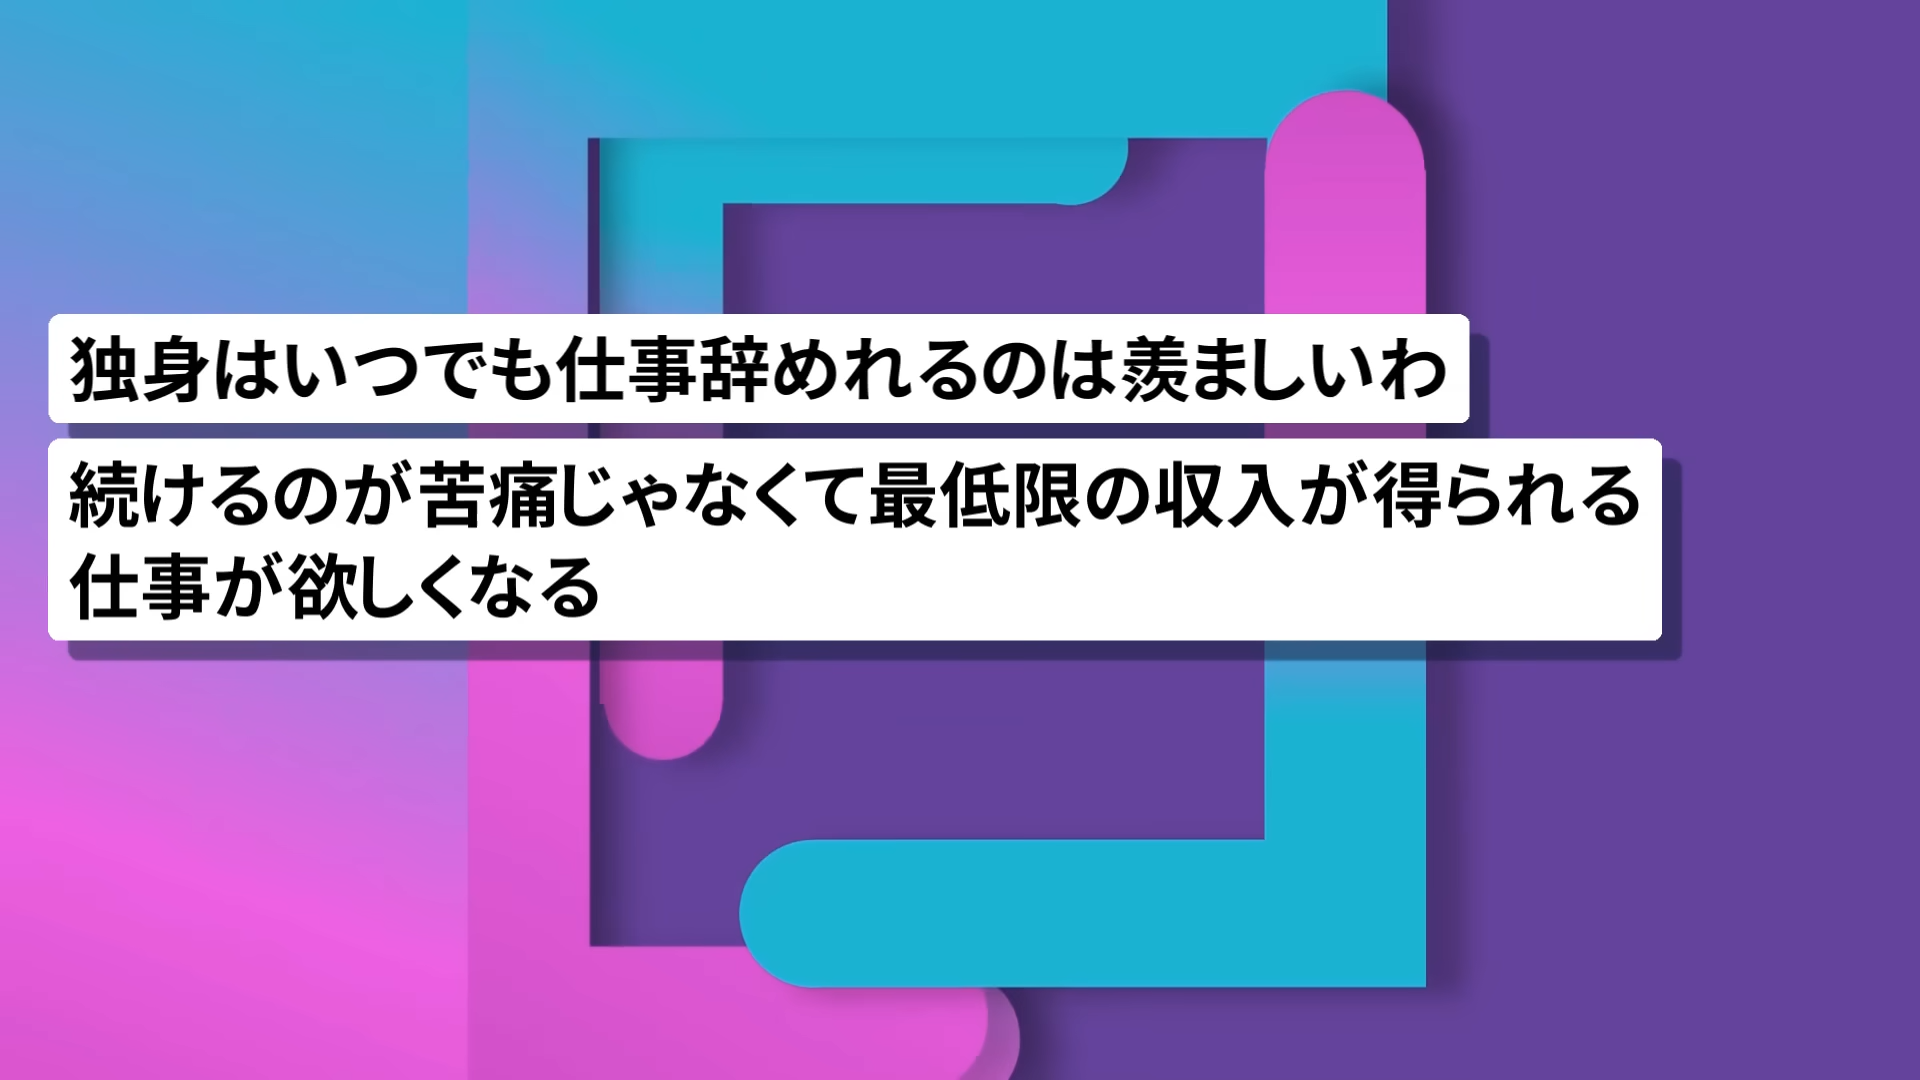 独身はいつでも仕事辞めれるのは羨ましいわ
続けるのが苦痛じゃなくて最低限の収入が得られる
仕事が欲しくなる